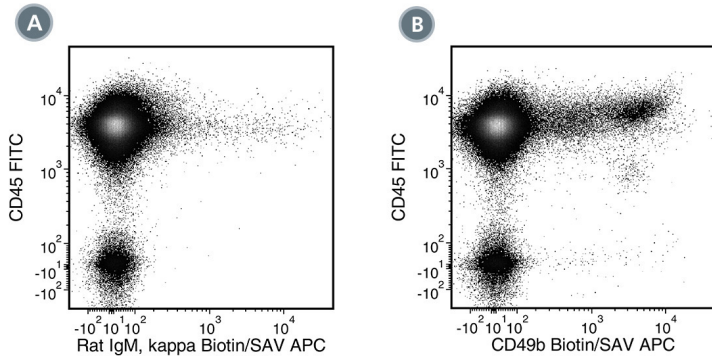 A
CD45 FITC
10^4
10^3
10^2
-10^1
-10^2
-10^2 10^1 10^2 10^3 10^4
Rat IgM, kappa Biotin/SAV APC
B
CD45 FITC
10^4
10^3
10^2
-10^1
-10^2
-10^2 10^1 10^2 10^3 10^4
CD49b Biotin/SAV APC